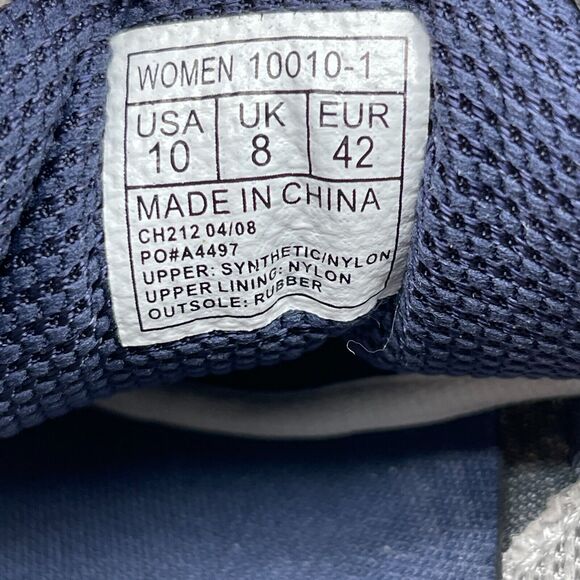 WOMEN 10010-1
USA UK EUR
10 8 42
MADE IN CHINA
CH212 04/08
PO#A4497
UPPER: SYNTHETIC/NYLON
UPPER LINING: NYLON
OUTSOLE: RUBBER